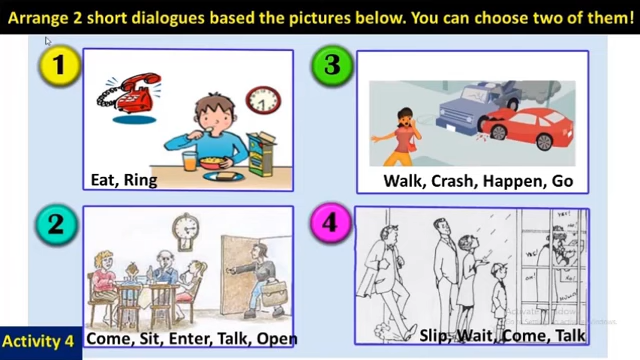 Arrange 2 short dialogues based the pictures below. You can choose two of them!
1
Eat, Ring
3
Walk, Crash, Happen, Go
2
Come, Sit, Enter, Talk, Open
4
Slip, Wait, Come, Talk
Activity 4